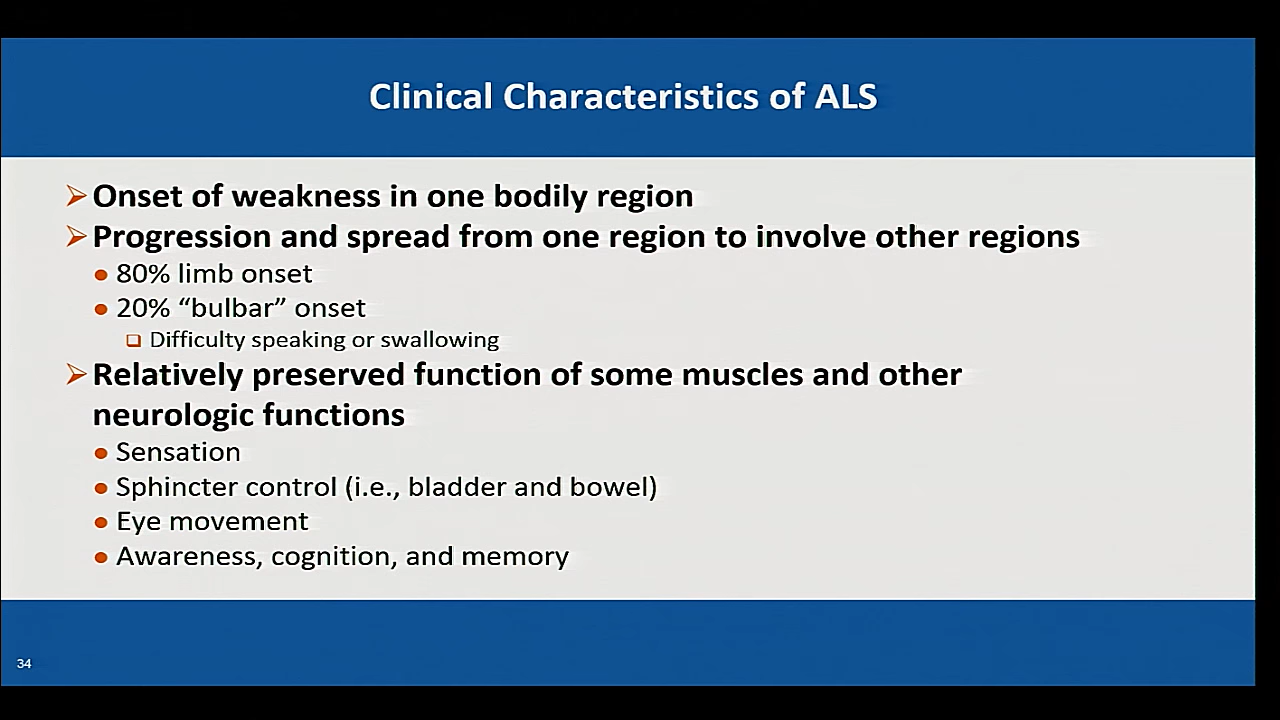 Clinical Characteristics of ALS
Onset of weakness in one bodily region
Progression and spread from one region to involve other regions
80% limb onset
20% “bulbar” onset
Difficulty speaking or swallowing
Relatively preserved function of some muscles and other
neurologic functions
Sensation
Sphincter control (i.e., bladder and bowel)
Eye movement
Awareness, cognition, and memory
34